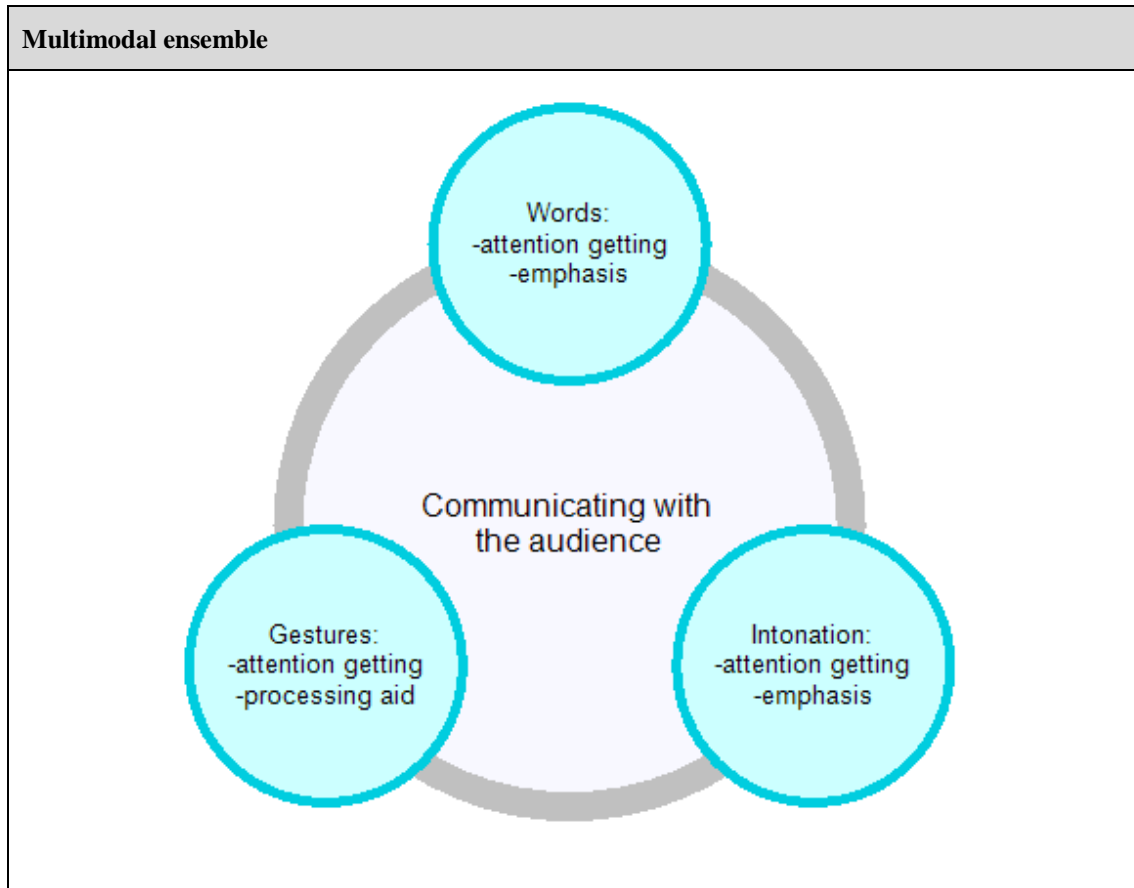 Multimodal ensemble
Words:
-attention getting
-emphasis
Communicating with
the audience
Gestures:
-attention getting
-processing aid
Intonation:
-attention getting
-emphasis